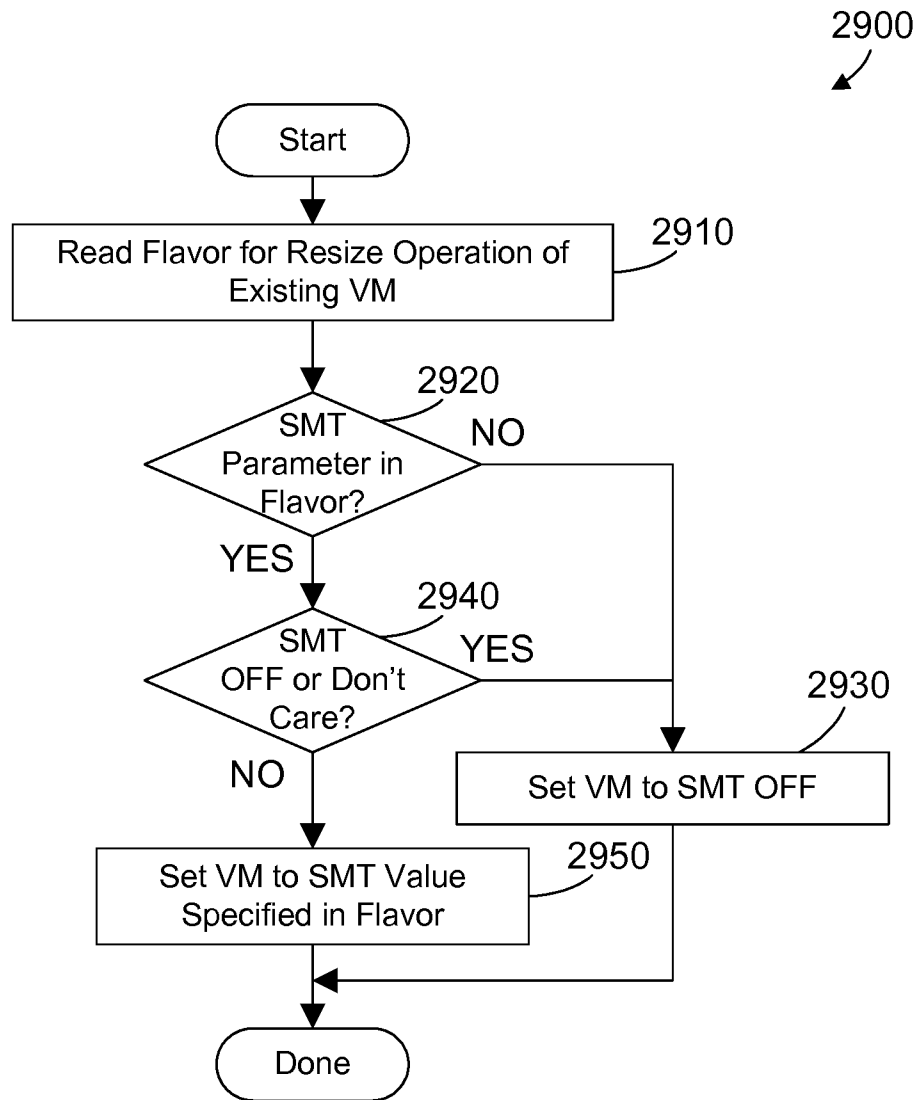 2900
Start
Read Flavor for Resize Operation of
Existing VM
2910
SMT
Parameter in
Flavor?
2920
NO
YES
SMT
OFF or Don't
Care?
2940
YES
NO
2930
Set VM to SMT OFF
2950
Set VM to SMT Value
Specified in Flavor
Done